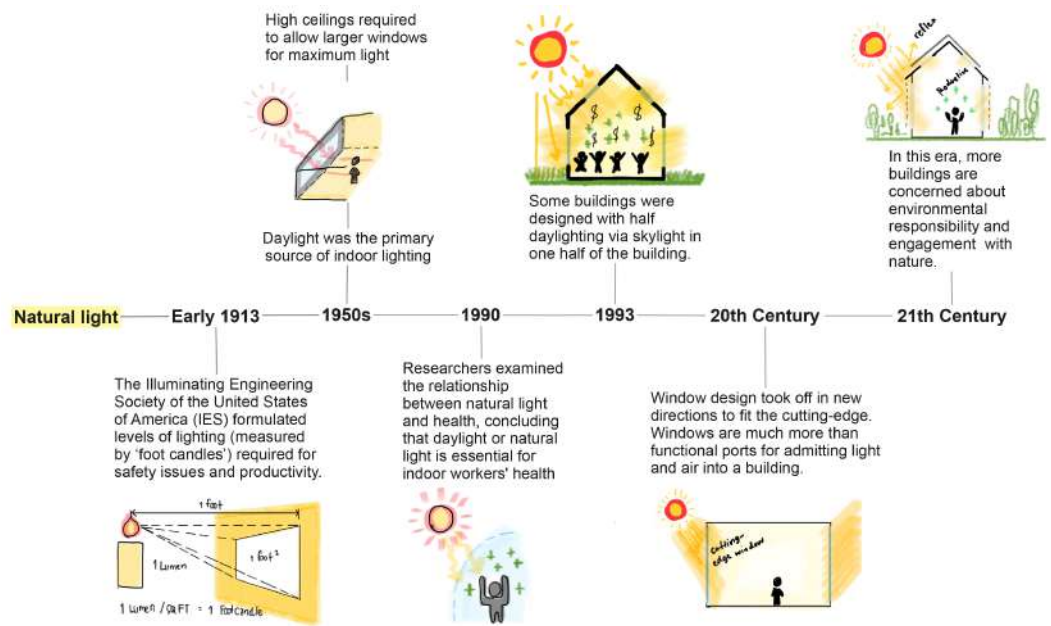 High ceilings required
to allow larger windows
for maximum light
Daylight was the primary
source of indoor lighting
Some buildings were
designed with half
daylighting via skylight in
one half of the building.
reflex
Productive
In this era, more
buildings are
concerned about
environmental
responsibility and
engagement with
nature.
Natural light
Early 1913
1950s
1990
1993
20th Century
21th Century
The Illuminating Engineering
Society of the United States
of America (IES) formulated
levels of lighting (measured
by ‘foot candles’) required for
safety issues and productivity.
1 foot
1 foot²
1 Lumen
1 Lumen / SQ.FT = 1 Footcandle
Researchers examined
the relationship
between natural light
and health, concluding
that daylight or natural
light is essential for
indoor workers' health
Window design took off in new
directions to fit the cutting-edge.
Windows are much more than
functional ports for admitting light
and air into a building.
cutting-
edge window